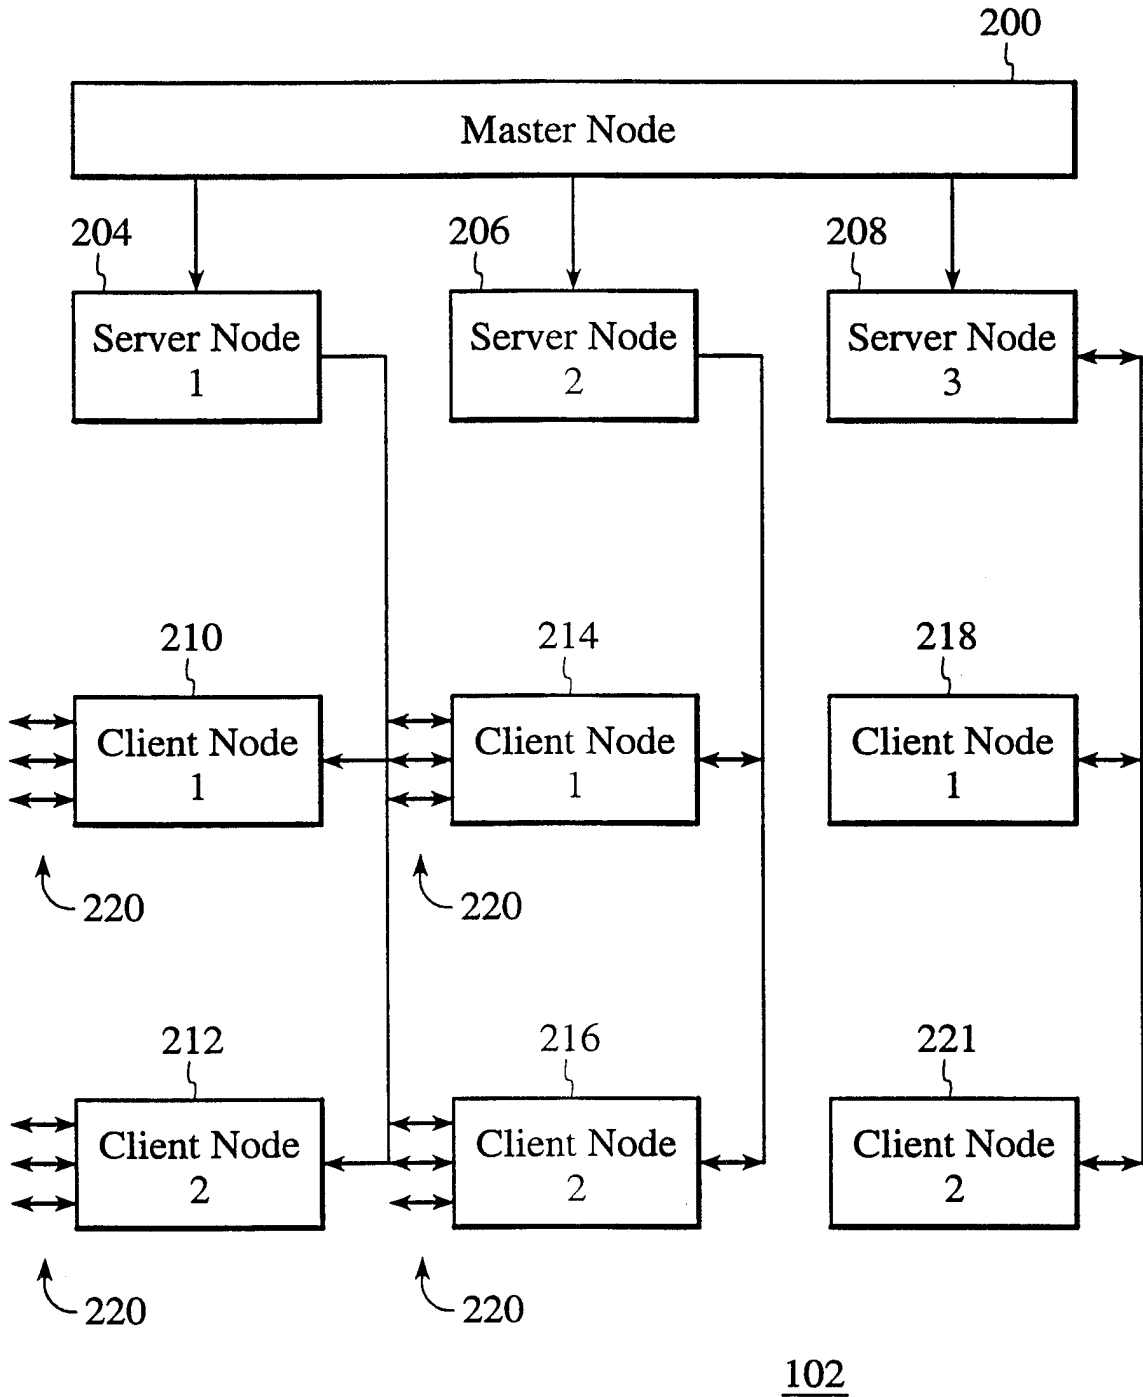 200
Master Node
204
206
208
Server Node
1
Server Node
2
Server Node
3
210
214
218
Client Node
1
Client Node
1
Client Node
1
220
220
212
216
221
Client Node
2
Client Node
2
Client Node
2
220
220
102